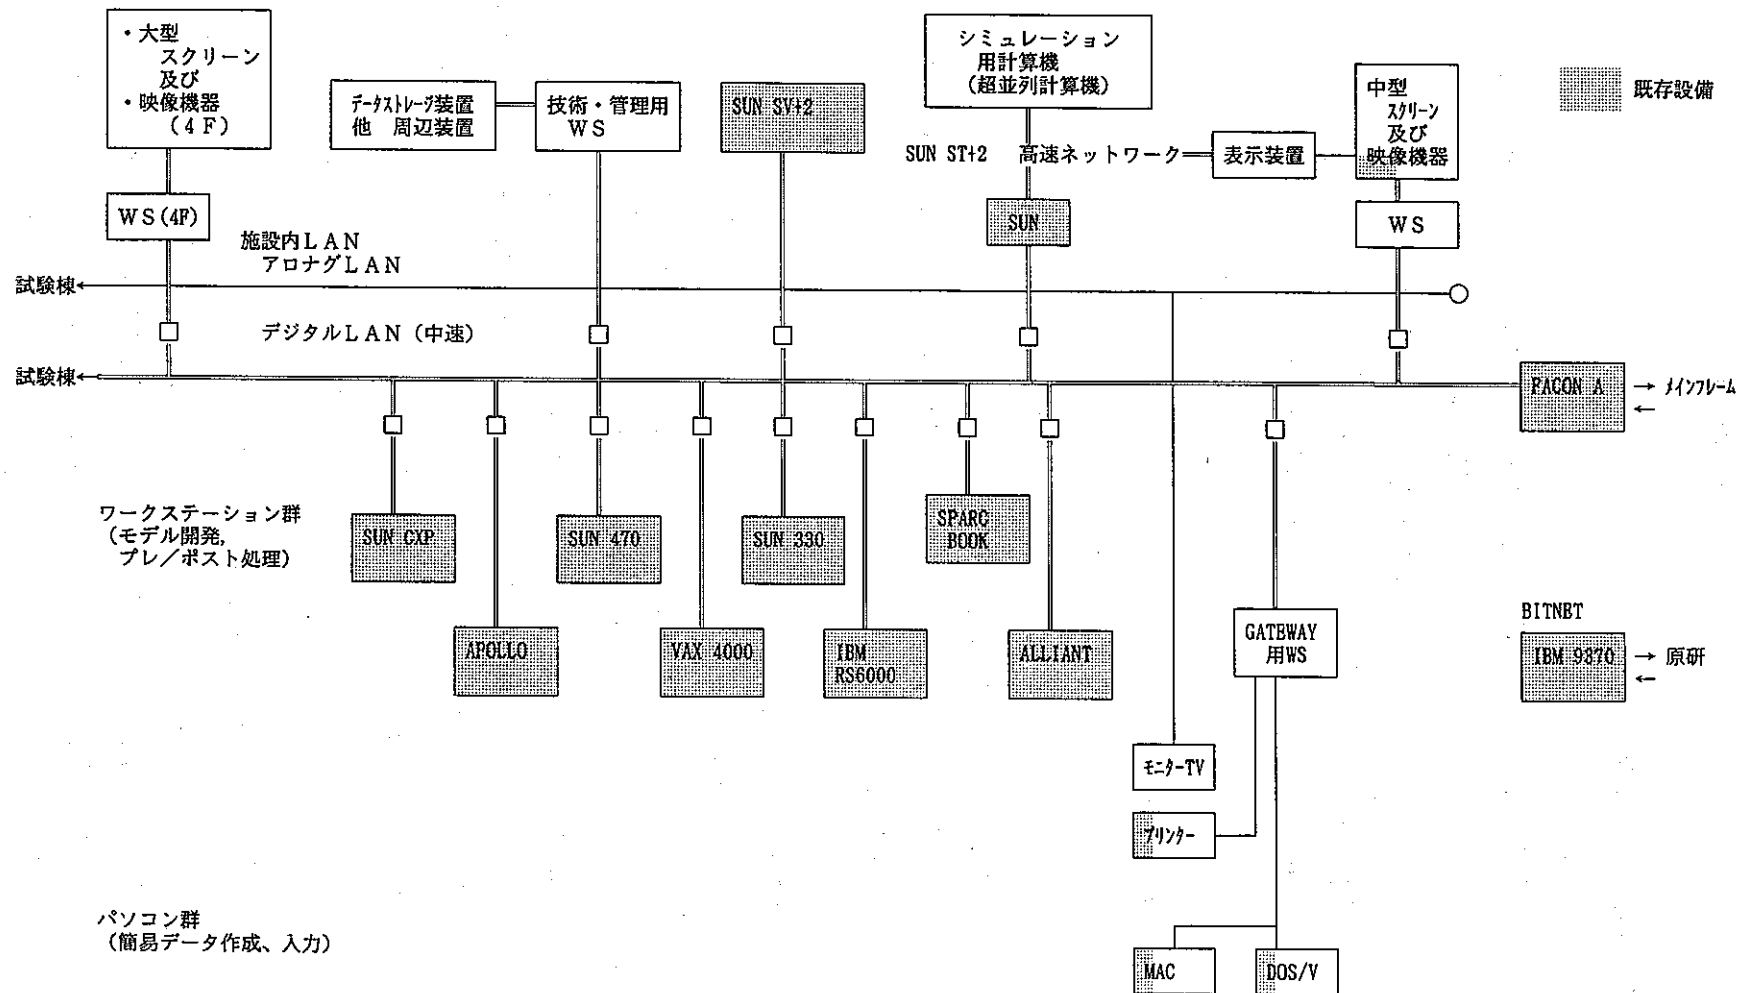 ・大型
スクリーン
及び
・映像機器
(4F)
データストレージ装置
他 周辺装置
技術・管理用
WS
SUN SV+2
シミュレーション
用計算機
(超並列計算機)
中型
スクリーン
及び
映像機器
既存設備
SUN ST+2
高速ネットワーク
表示装置
WS(4F)
SUN
WS
施設内LAN
アロナグLAN
試験棟
デジタルLAN(中速)
試験棟
FACON A
→ メインフレーム
←
ワークステーション群
(モデル開発,
プレ/ポスト処理)
SUN CXP
SUN 470
SUN 330
SPARC
BOOK
APOLLO
VAX 4000
IBM
RS6000
ALLIANT
GATEWAY
用WS
BITNET
IBM 9370
→ 原研
←
モニターTV
プリンター
パソコン群
(簡易データ作成、入力)
MAC
DOS/V